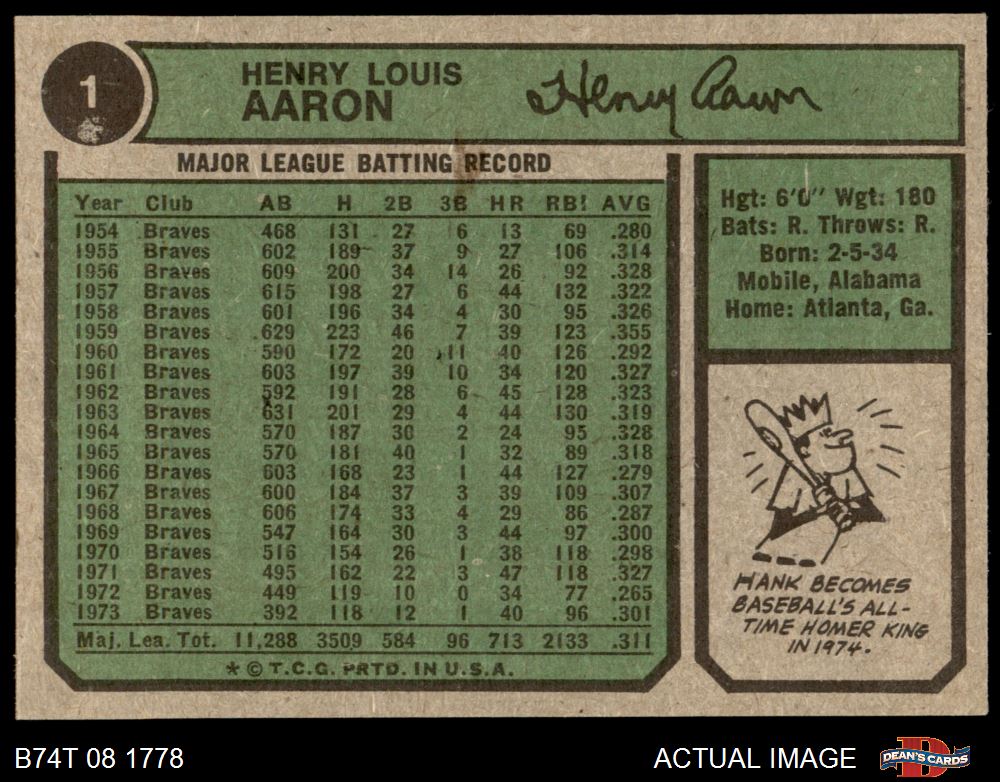 1
HENRY LOUIS
AARON
Henry Aaron
MAJOR LEAGUE BATTING RECORD
Year Club AB H 2B 3B HR RBI AVG
1954 Braves 468 131 27 6 13 69 .280
1955 Braves 602 189 37 9 27 106 .314
1956 Braves 609 200 34 14 26 92 .328
1957 Braves 615 198 27 6 44 132 .322
1958 Braves 601 196 34 4 30 95 .326
1959 Braves 629 223 46 7 39 123 .355
1960 Braves 590 172 20 11 40 126 .292
1961 Braves 603 197 39 10 34 120 .327
1962 Braves 592 191 28 6 45 128 .323
1963 Braves 631 201 29 4 44 130 .319
1964 Braves 570 187 30 2 24 95 .328
1965 Braves 570 181 40 1 32 89 .318
1966 Braves 603 168 23 1 44 127 .279
1967 Braves 600 184 37 3 39 109 .307
1968 Braves 606 174 33 4 29 86 .287
1969 Braves 547 164 30 3 44 97 .300
1970 Braves 516 154 26 1 38 118 .298
1971 Braves 495 162 22 3 47 118 .327
1972 Braves 449 119 10 0 34 77 .265
1973 Braves 392 118 12 1 40 96 .301
Maj. Lea. Tot. 11,288 3509 584 96 713 2133 .311
* © T.C.G. PRTD. IN U.S.A.
Hgt: 6'0" Wgt: 180
Bats: R. Throws: R.
Born: 2-5-34
Mobile, Alabama
Home: Atlanta, Ga.
HANK BECOMES
BASEBALL'S ALL-
TIME HOMER KING
IN 1974.
B74T 08 1778
ACTUAL IMAGE
DEAN'S CARDS